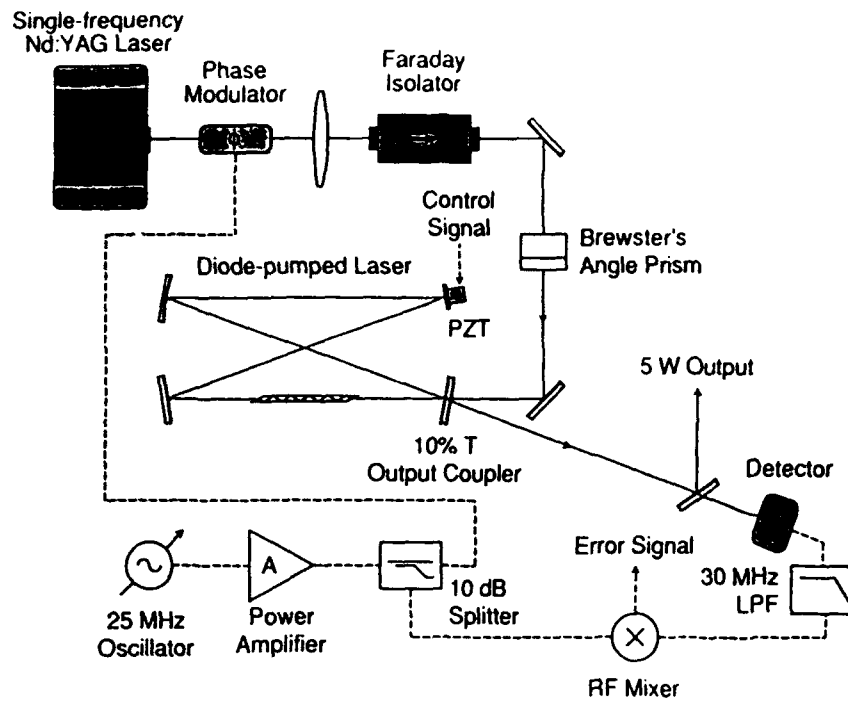 Single-frequency
Nd:YAG Laser
Phase
Modulator
Faraday
Isolator
Control
Signal
Brewster's
Angle Prism
Diode-pumped Laser
PZT
5 W Output
10% T
Output Coupler
Detector
Error Signal
30 MHz
LPF
A
10 dB
Splitter
25 MHz
Oscillator
Power
Amplifier
RF Mixer